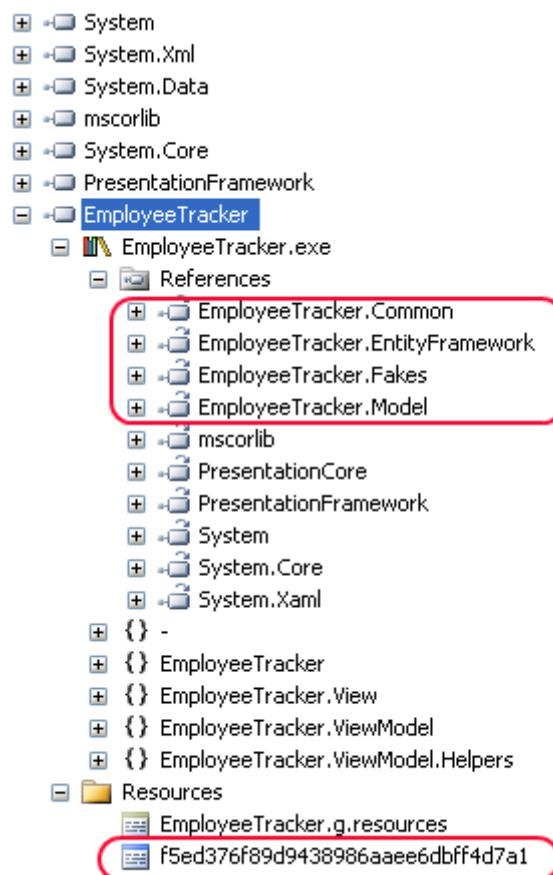 System
System.Xml
System.Data
mscorlib
System.Core
PresentationFramework
EmployeeTracker
EmployeeTracker.exe
References
EmployeeTracker.Common
EmployeeTracker.EntityFramework
EmployeeTracker.Fakes
EmployeeTracker.Model
mscorlib
PresentationCore
PresentationFramework
System
System.Core
System.Xaml
{} -
{} EmployeeTracker
{} EmployeeTracker.View
{} EmployeeTracker.ViewModel
{} EmployeeTracker.ViewModel.Helpers
Resources
EmployeeTracker.g.resources
f5ed376f89d9438986aaee6dbff4d7a1